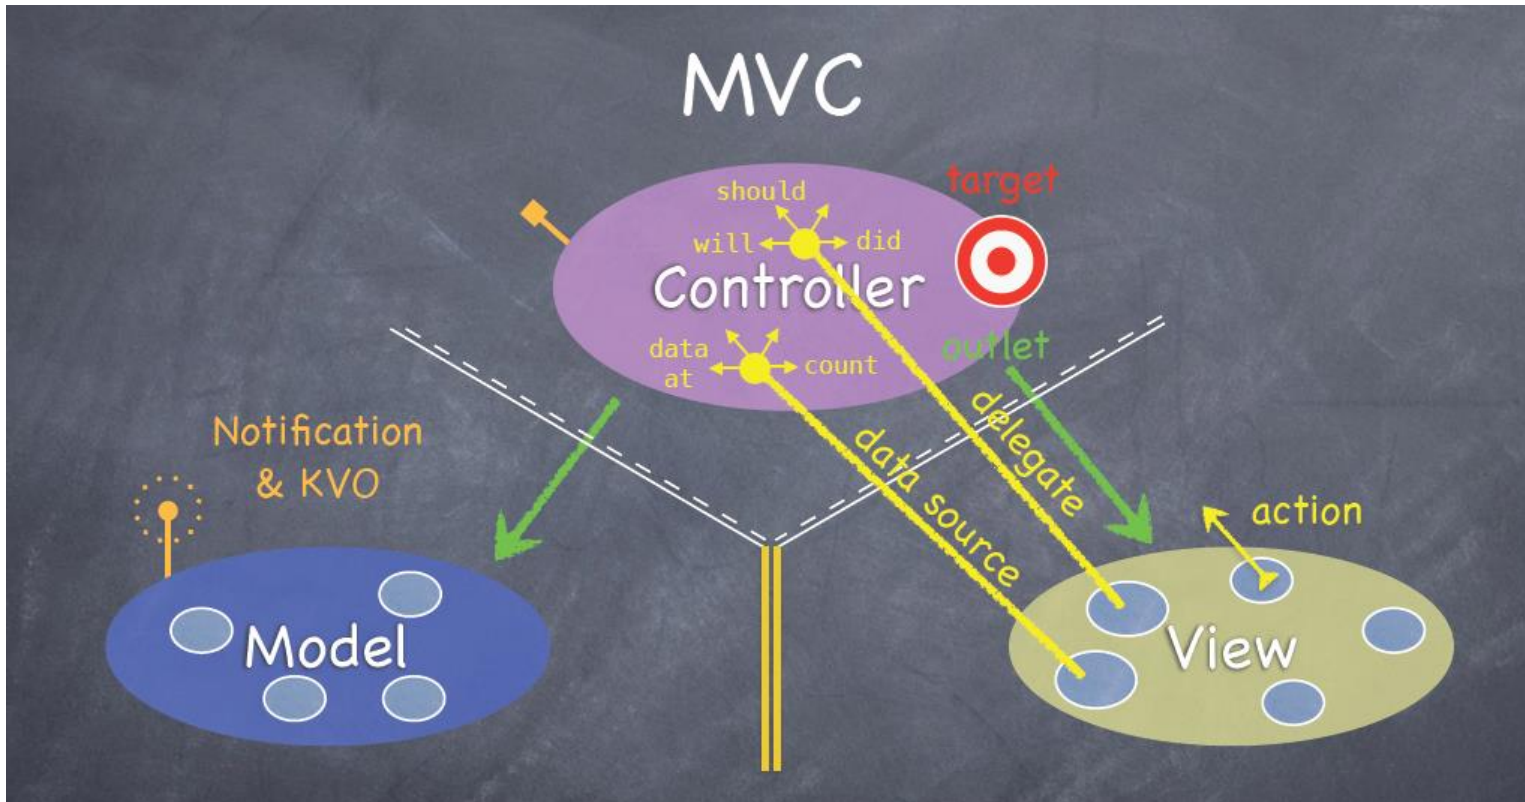 MVC
target
should
will
did
Controller
outlet
data
at
count
delegate
data source
Notification
& KVO
action
Model
View